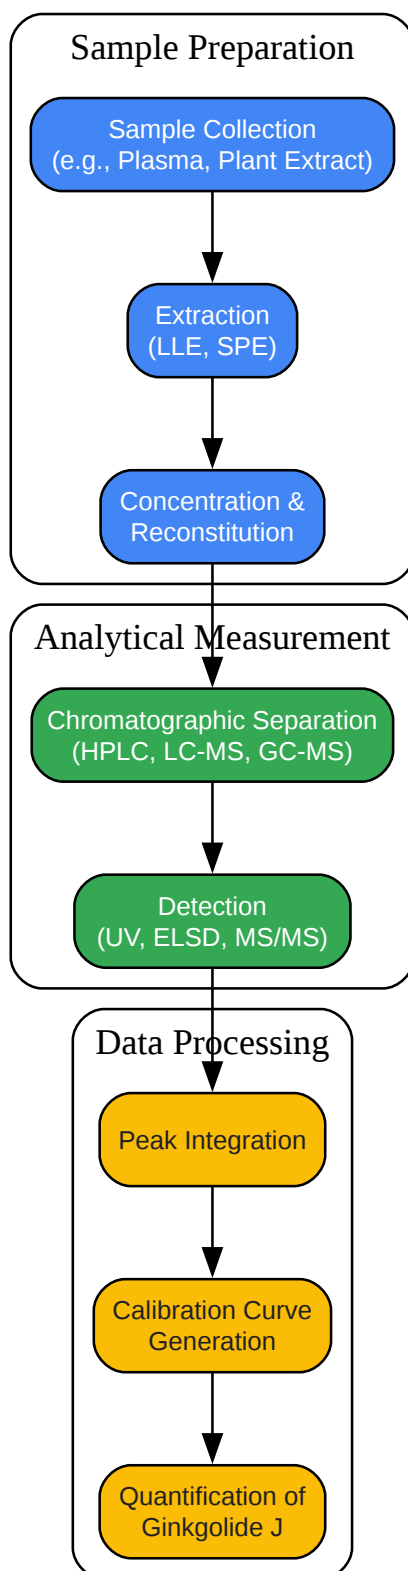 Sample Preparation
Sample Collection
(e.g., Plasma, Plant Extract)
Extraction
(LLE, SPE)
Concentration &
Reconstitution
Analytical Measurement
Chromatographic Separation
(HPLC, LC-MS, GC-MS)
Detection
(UV, ELSD, MS/MS)
Data Processing
Peak Integration
Calibration Curve
Generation
Quantification of
Ginkgolide J